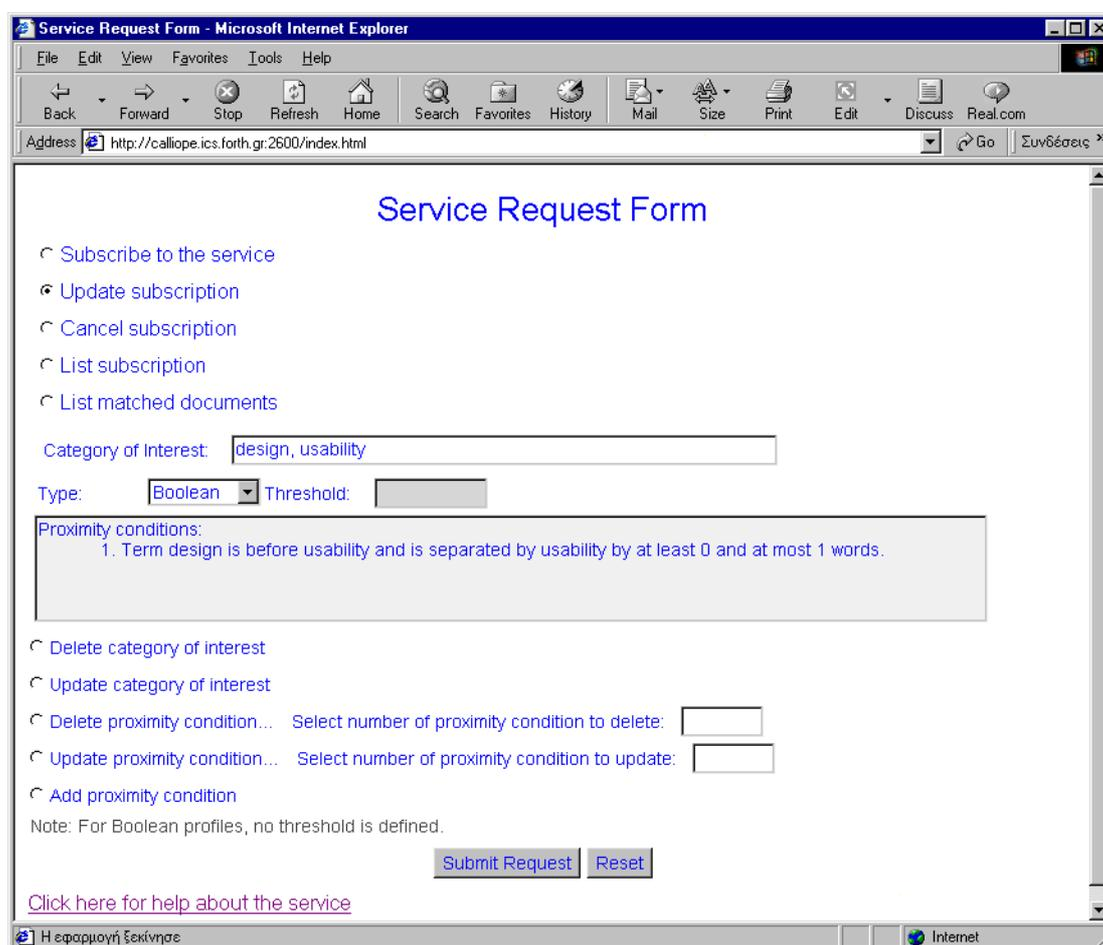 Service Request Form - Microsoft Internet Explorer
File Edit View Favorites Tools Help
Back Forward Stop Refresh Home Search Favorites History Mail Size Print Edit Discuss Real.com
Address http://calliope.ics.forth.gr:2600/index.html Go Συνδέσεις »
Service Request Form
Subscribe to the service
Update subscription
Cancel subscription
List subscription
List matched documents
Category of Interest: design, usability
Type: Boolean Threshold:
Proximity conditions:
1. Term design is before usability and is separated by usability by at least 0 and at most 1 words.
Delete category of interest
Update category of interest
Delete proximity condition... Select number of proximity condition to delete:
Update proximity condition... Select number of proximity condition to update:
Add proximity condition
Note: For Boolean profiles, no threshold is defined.
Submit Request Reset
Click here for help about the service
Η εφαρμογή ξεκίνησε Internet